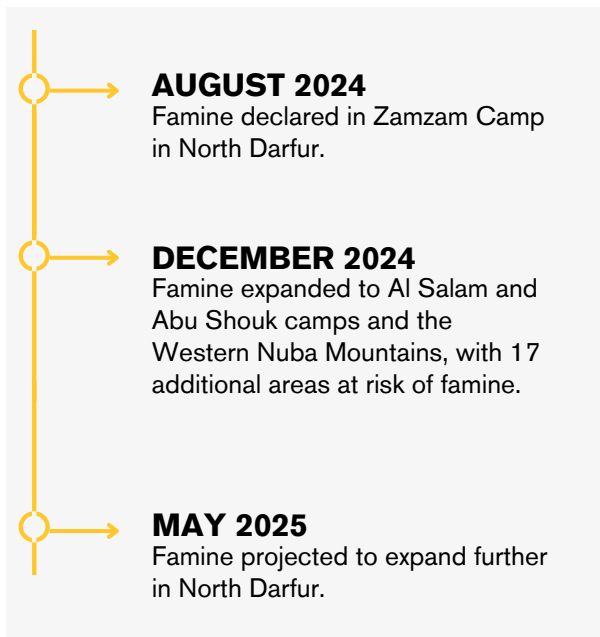 AUGUST 2024
Famine declared in Zamzam Camp
in North Darfur.
DECEMBER 2024
Famine expanded to Al Salam and
Abu Shouk camps and the
Western Nuba Mountains, with 17
additional areas at risk of famine.
MAY 2025
Famine projected to expand further
in North Darfur.